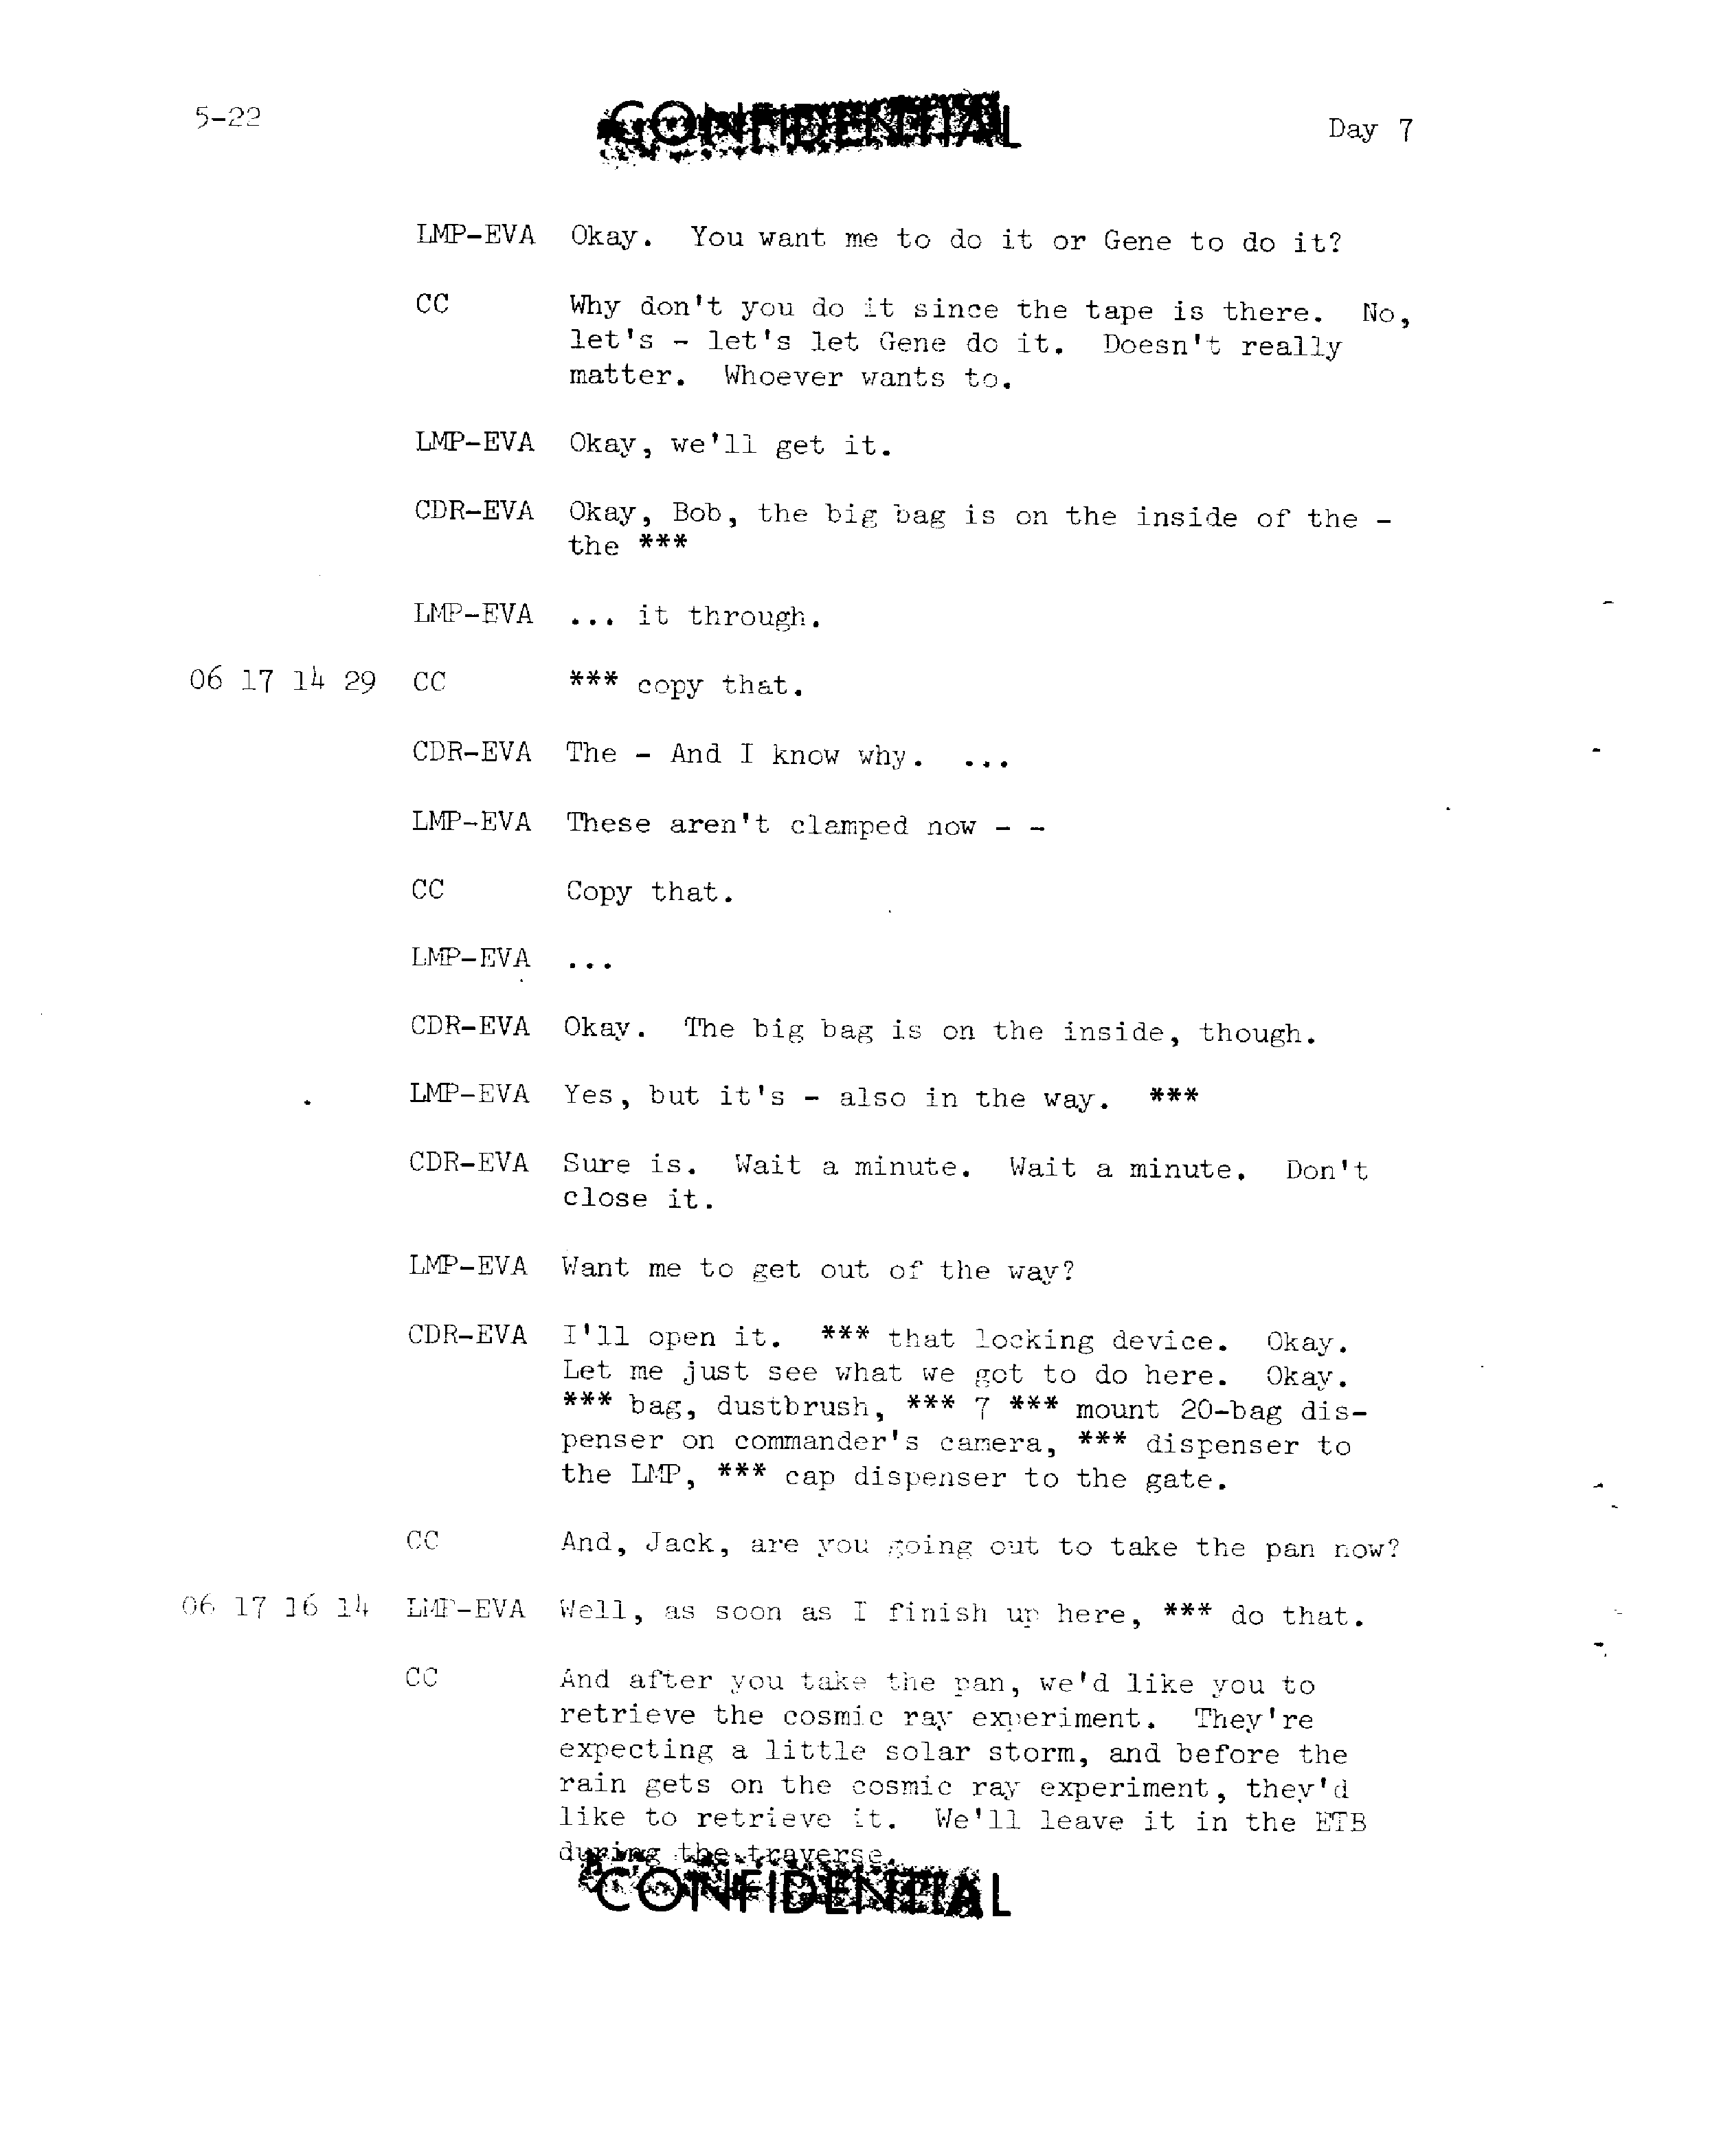 5-22
CONFIDENTIAL
Day 7
LMP-EVA Okay. You want me to do it or Gene to do it?
CC Why don't you do it since the tape is there. No,
let's - let's let Gene do it. Doesn't really
matter. Whoever wants to.
LMP-EVA Okay, we'll get it.
CDR-EVA Okay, Bob, the big bag is on the inside of the -
the ***
LMP-EVA ... it through.
06 17 14 29 CC *** copy that.
CDR-EVA The - And I know why. ...
LMP-EVA These aren't clamped now - -
CC Copy that.
LMP-EVA ...
CDR-EVA Okay. The big bag is on the inside, though.
LMP-EVA Yes, but it's - also in the way. ***
CDR-EVA Sure is. Wait a minute. Wait a minute. Don't
close it.
LMP-EVA Want me to get out of the way?
CDR-EVA I'll open it. *** that locking device. Okay.
Let me just see what we got to do here. Okay.
*** bag, dustbrush, *** 7 *** mount 20-bag dis-
penser on commander's camera, *** dispenser to
the LMP, *** cap dispenser to the gate.
CC And, Jack, are you going out to take the pan now?
06 17 16 14 LMP-EVA Well, as soon as I finish up here, *** do that.
CC And after you take the pan, we'd like you to
retrieve the cosmic ray experiment. They're
expecting a little solar storm, and before the
rain gets on the cosmic ray experiment, they'd
like to retrieve it. We'll leave it in the ETB
during the traverse.
CONFIDENTIAL